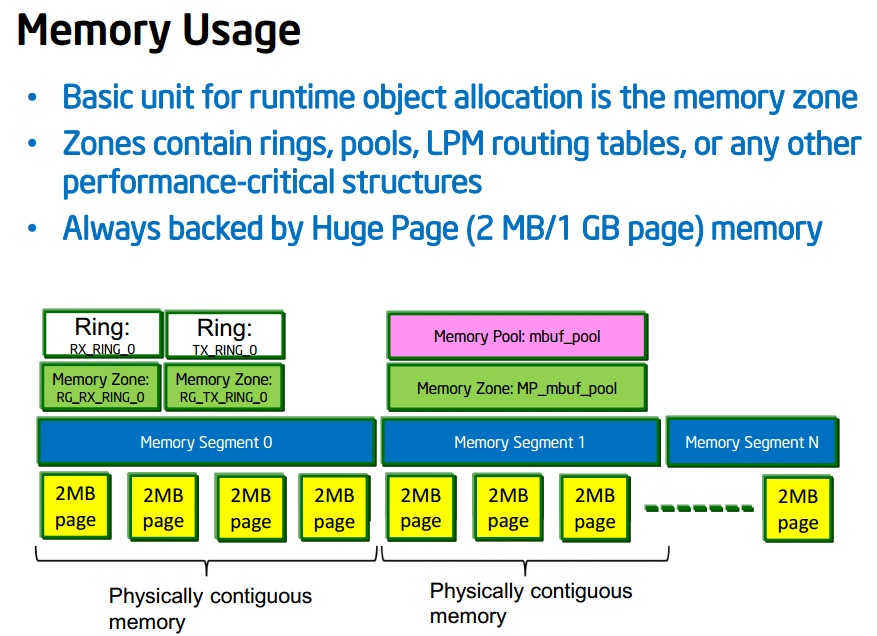 Memory Usage
• Basic unit for runtime object allocation is the memory zone
• Zones contain rings, pools, LPM routing tables, or any other
performance-critical structures
• Always backed by Huge Page (2 MB/1 GB page) memory
Ring:
RX_RING_0
Ring:
TX_RING_0
Memory Pool: mbuf_pool
Memory Zone:
RG_RX_RING_0
Memory Zone:
RG_TX_RING_0
Memory Zone: MP_mbuf_pool
Memory Segment 0
Memory Segment 1
Memory Segment N
2MB
page
2MB
page
2MB
page
2MB
page
2MB
page
2MB
page
2MB
page
2MB
page
Physically contiguous
memory
Physically contiguous
memory